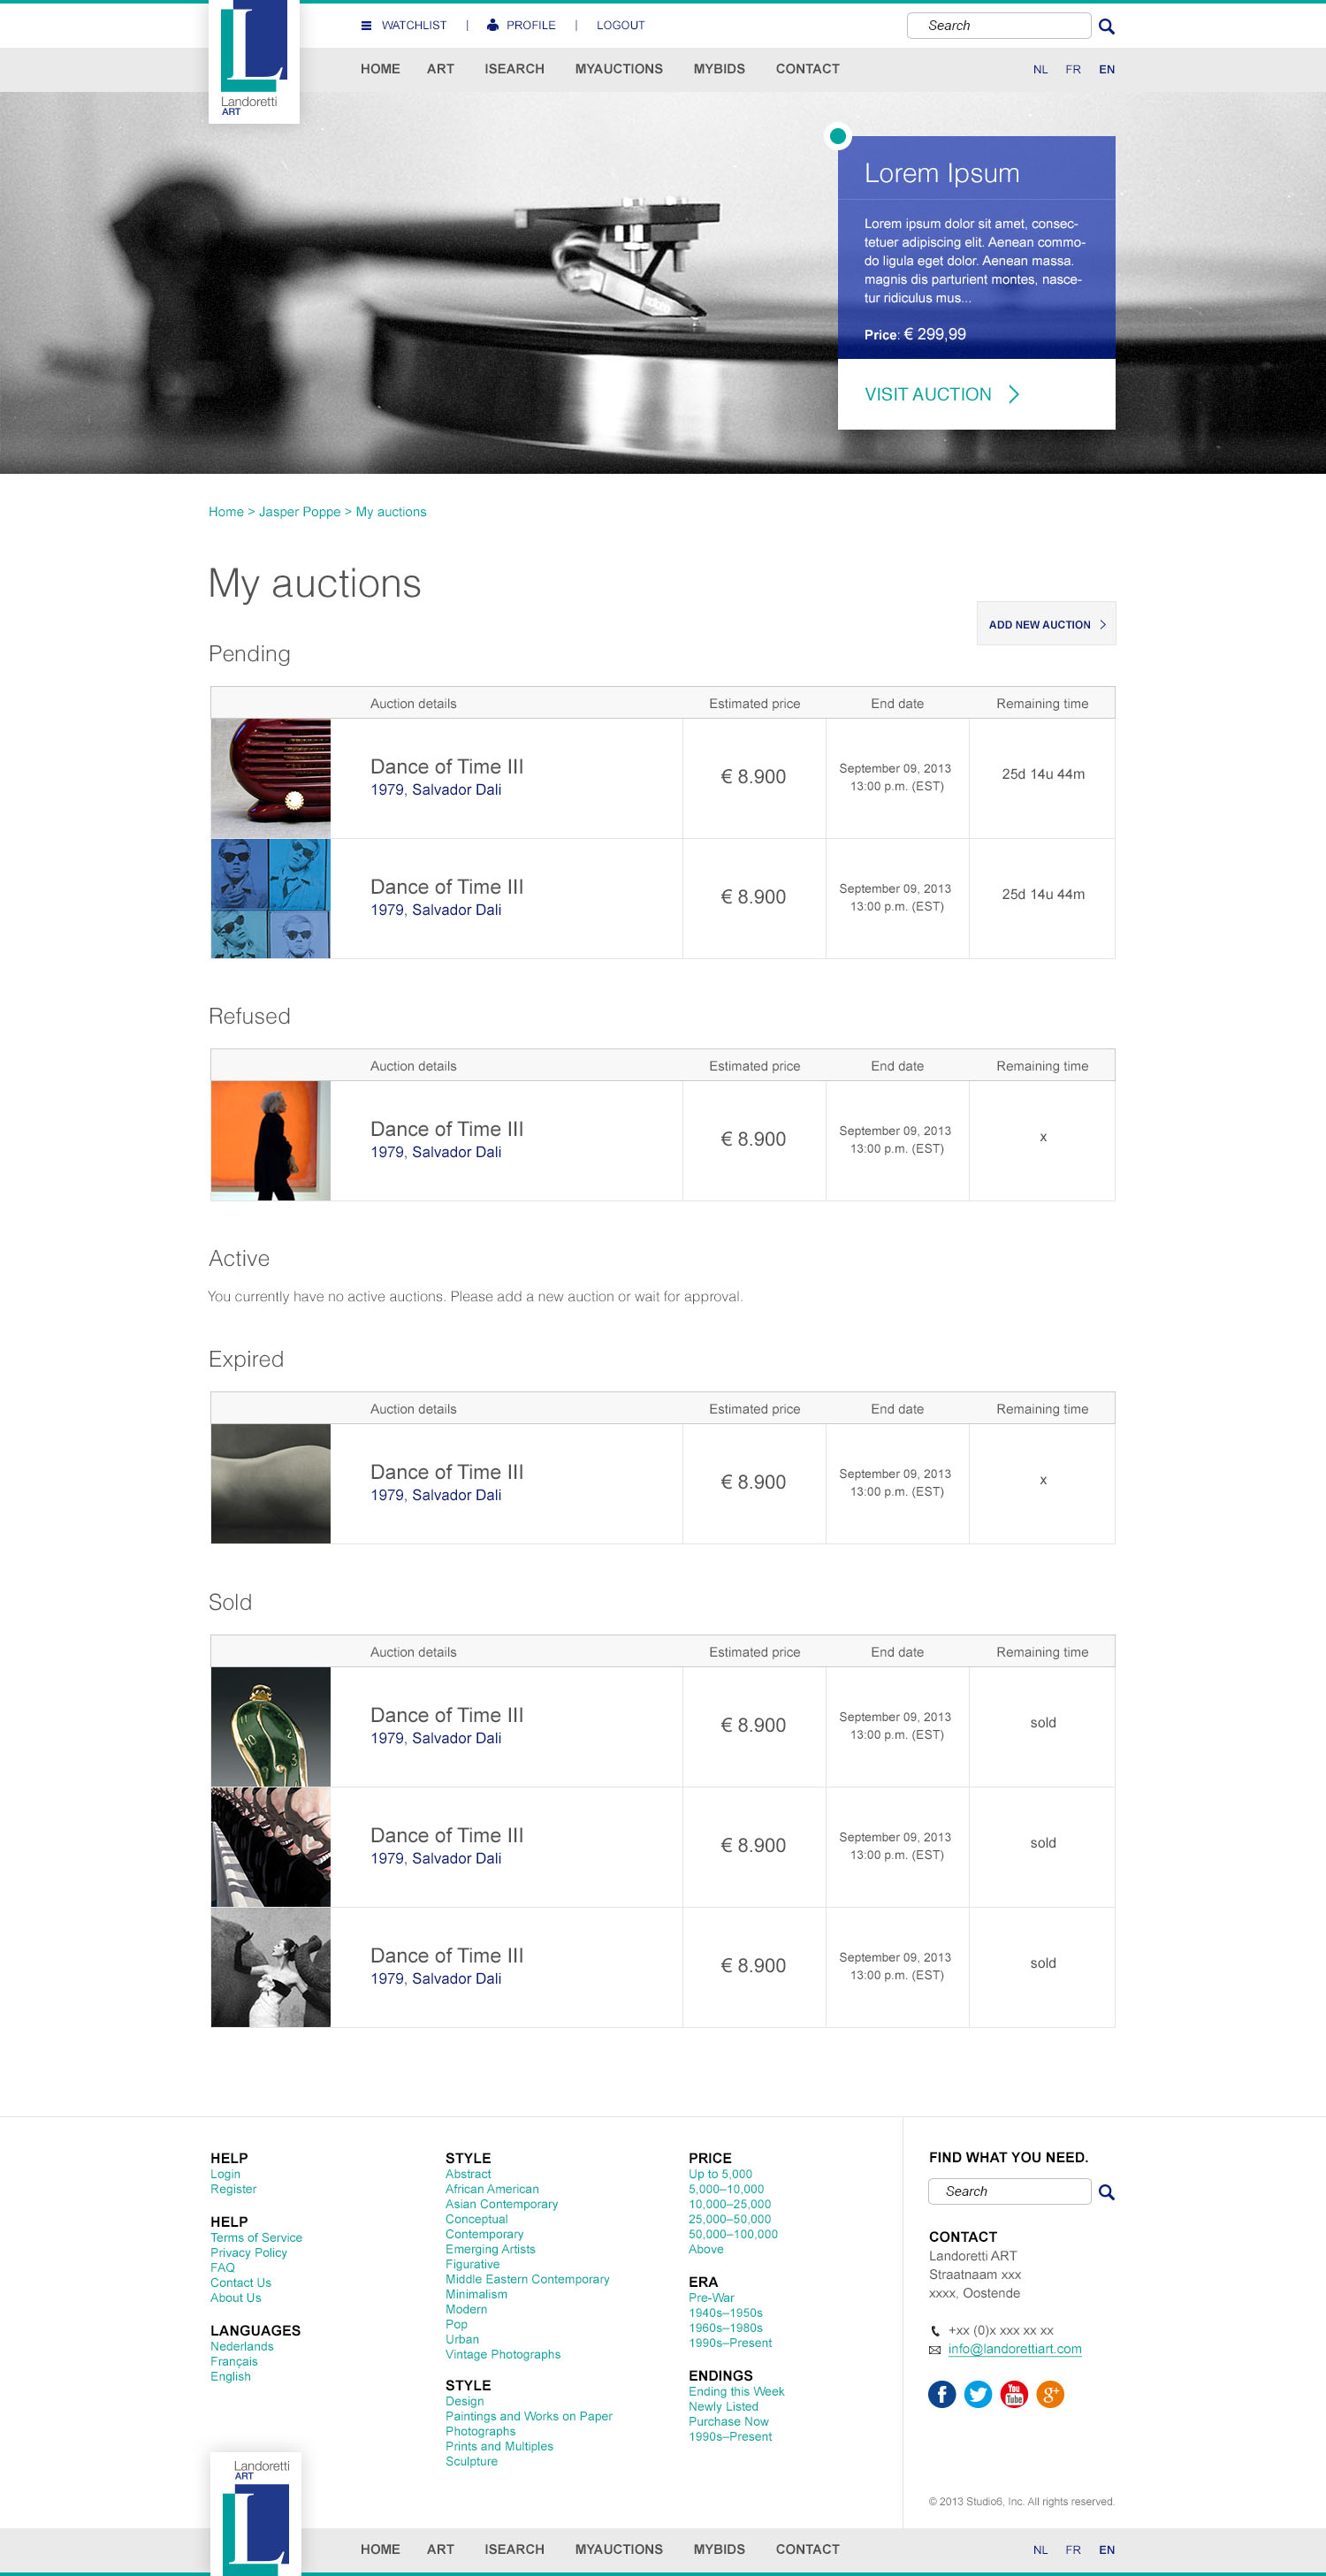 WATCHLIST | PROFILE | LOGOUT
Search
L
Landoretti
ART
HOME ART ISEARCH MYAUCTIONS MYBIDS CONTACT
NL FR EN
Lorem Ipsum
Lorem ipsum dolor sit amet, consec-
tetuer adipiscing elit. Aenean commo-
do ligula eget dolor. Aenean massa.
magnis dis parturient montes, nasce-
tur ridiculus mus...
Price: € 299,99
VISIT AUCTION
Home > Jasper Poppe > My auctions
My auctions
ADD NEW AUCTION
Pending
Auction details Estimated price End date Remaining time
Dance of Time III
1979, Salvador Dali
€ 8.900
September 09, 2013
13:00 p.m. (EST)
25d 14u 44m
Dance of Time III
1979, Salvador Dali
€ 8.900
September 09, 2013
13:00 p.m. (EST)
25d 14u 44m
Refused
Auction details Estimated price End date Remaining time
Dance of Time III
1979, Salvador Dali
€ 8.900
September 09, 2013
13:00 p.m. (EST)
x
Active
You currently have no active auctions. Please add a new auction or wait for approval.
Expired
Auction details Estimated price End date Remaining time
Dance of Time III
1979, Salvador Dali
€ 8.900
September 09, 2013
13:00 p.m. (EST)
x
Sold
Auction details Estimated price End date Remaining time
Dance of Time III
1979, Salvador Dali
€ 8.900
September 09, 2013
13:00 p.m. (EST)
sold
Dance of Time III
1979, Salvador Dali
€ 8.900
September 09, 2013
13:00 p.m. (EST)
sold
Dance of Time III
1979, Salvador Dali
€ 8.900
September 09, 2013
13:00 p.m. (EST)
sold
HELP
Login
Register
HELP
Terms of Service
Privacy Policy
FAQ
Contact Us
About Us
LANGUAGES
Nederlands
Français
English
STYLE
Abstract
African American
Asian Contemporary
Conceptual
Contemporary
Emerging Artists
Figurative
Middle Eastern Contemporary
Minimalism
Modern
Pop
Urban
Vintage Photographs
STYLE
Design
Paintings and Works on Paper
Photographs
Prints and Multiples
Sculpture
PRICE
Up to 5,000
5,000–10,000
10,000–25,000
25,000–50,000
50,000–100,000
Above
ERA
Pre-War
1940s–1950s
1960s–1980s
1990s–Present
ENDINGS
Ending this Week
Newly Listed
Purchase Now
1990s–Present
FIND WHAT YOU NEED.
Search
CONTACT
Landoretti ART
Straatnaam xxx
xxxx, Oostende
+xx (0)x xxx xx xx
info@landorettiart.com
f You Tube g+
© 2013 Studio6, Inc. All rights reserved.
Landoretti
ART
L
HOME ART ISEARCH MYAUCTIONS MYBIDS CONTACT
NL FR EN